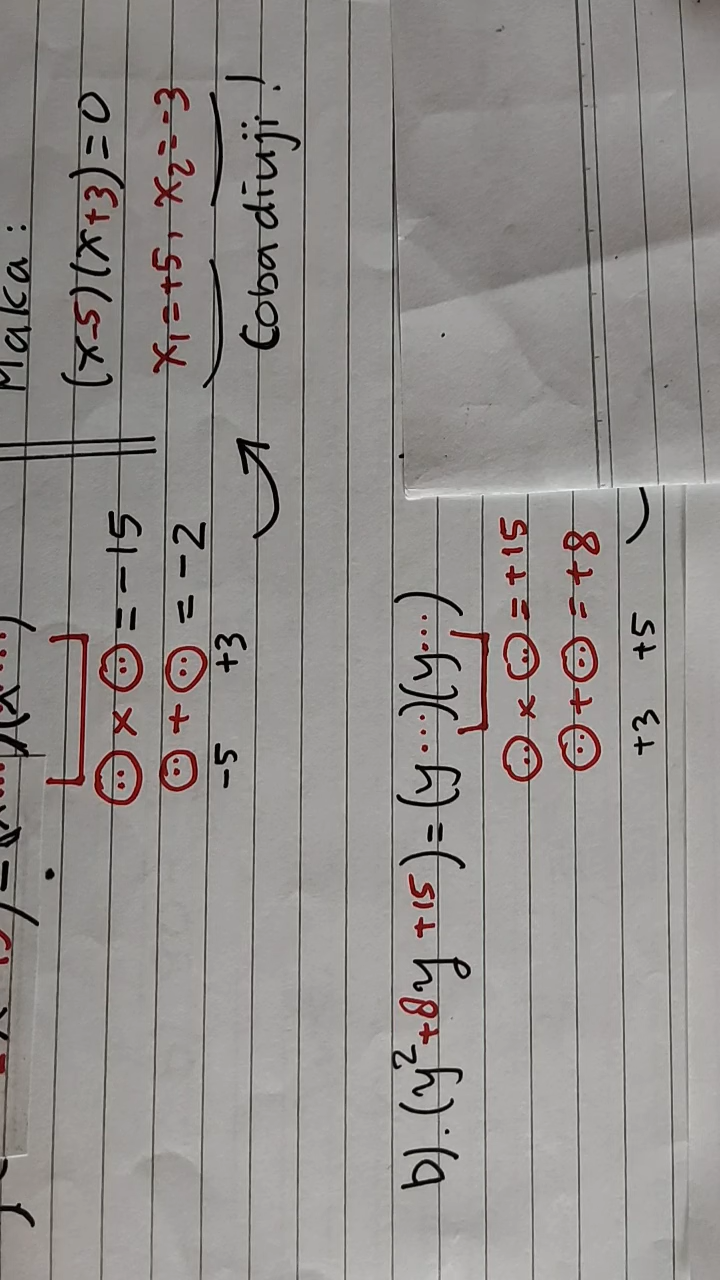 Maka :
(x-5)(x+3)=0
x1=+5, x2=-3
x = -15
+ = -2
-5 +3
Coba diuji!
b). (y²+8y+15)=(y...)(y...)
x = +15
+ = +8
+3 +5